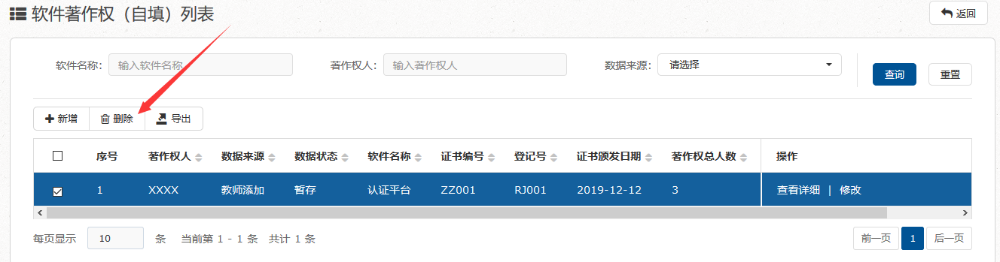 软件著作权（自填）列表
返回
软件名称： 输入软件名称 著作权人： 输入著作权人 数据来源： 请选择 查询 重置
新增 删除 导出
序号 著作权人 数据来源 数据状态 软件名称 证书编号 登记号 证书颁发日期 著作权总人数 操作
1 XXXX 教师添加 暂存 认证平台 ZZ001 RJ001 2019-12-12 3 查看详细 | 修改
每页显示 10 条 当前第 1 - 1 条 共计 1 条 前一页 1 后一页